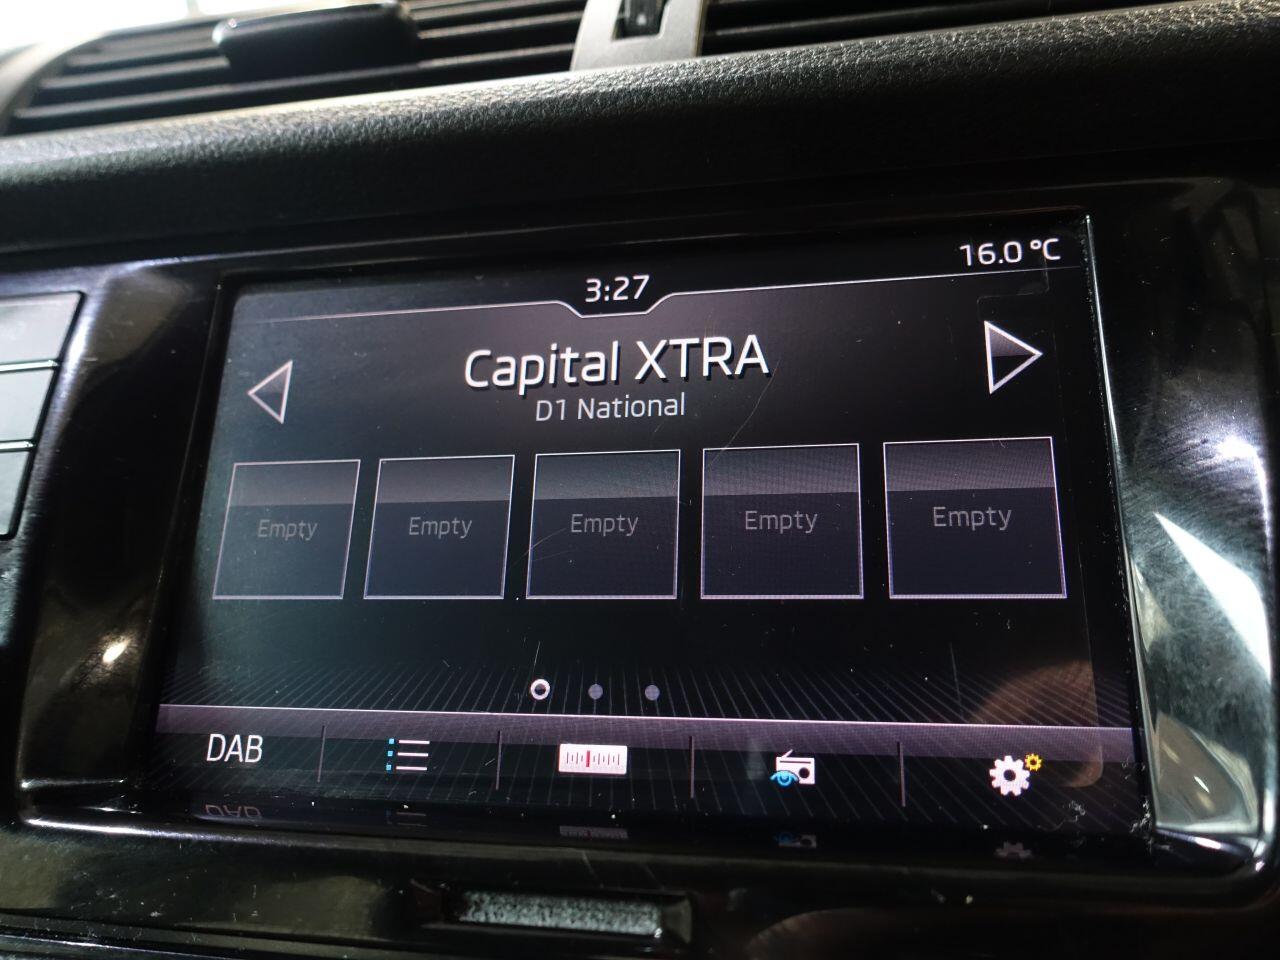 16.0 °C
3:27
Capital XTRA
D1 National
Empty Empty Empty Empty Empty
DAB